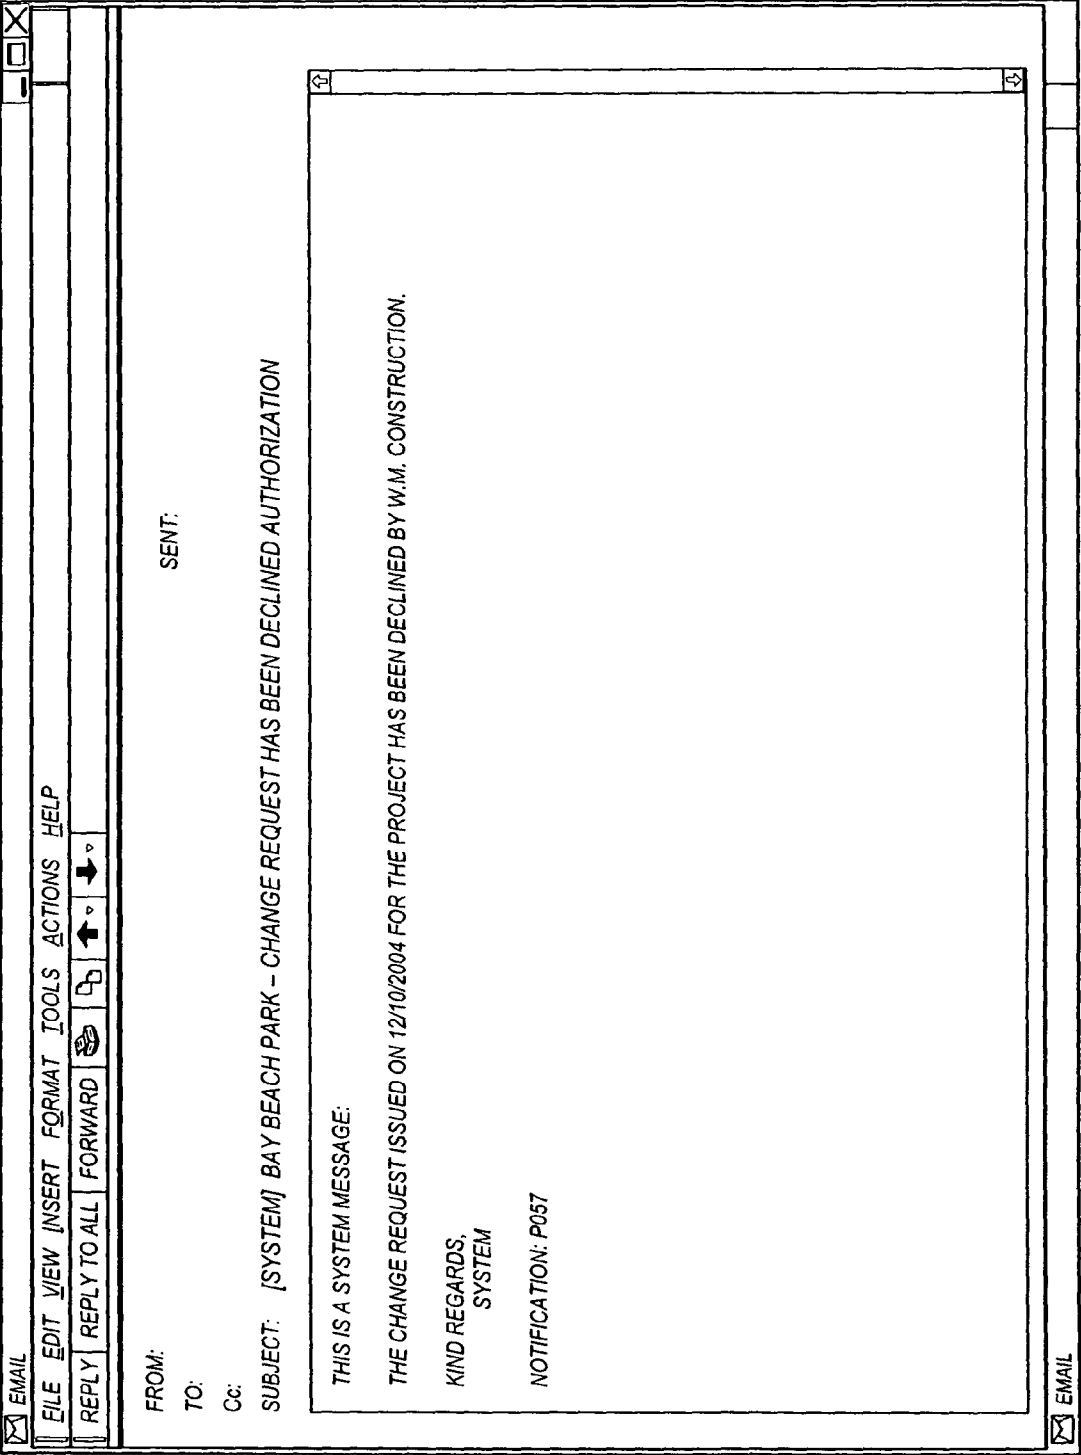 EMAIL
FILE EDIT VIEW INSERT FORMAT TOOLS ACTIONS HELP
REPLY REPLY TO ALL FORWARD
FROM:
SENT:
TO:
Cc:
SUBJECT: [SYSTEM] BAY BEACH PARK – CHANGE REQUEST HAS BEEN DECLINED AUTHORIZATION
THIS IS A SYSTEM MESSAGE:
THE CHANGE REQUEST ISSUED ON 12/10/2004 FOR THE PROJECT HAS BEEN DECLINED BY W.M. CONSTRUCTION.
KIND REGARDS,
SYSTEM
NOTIFICATION: P057
EMAIL